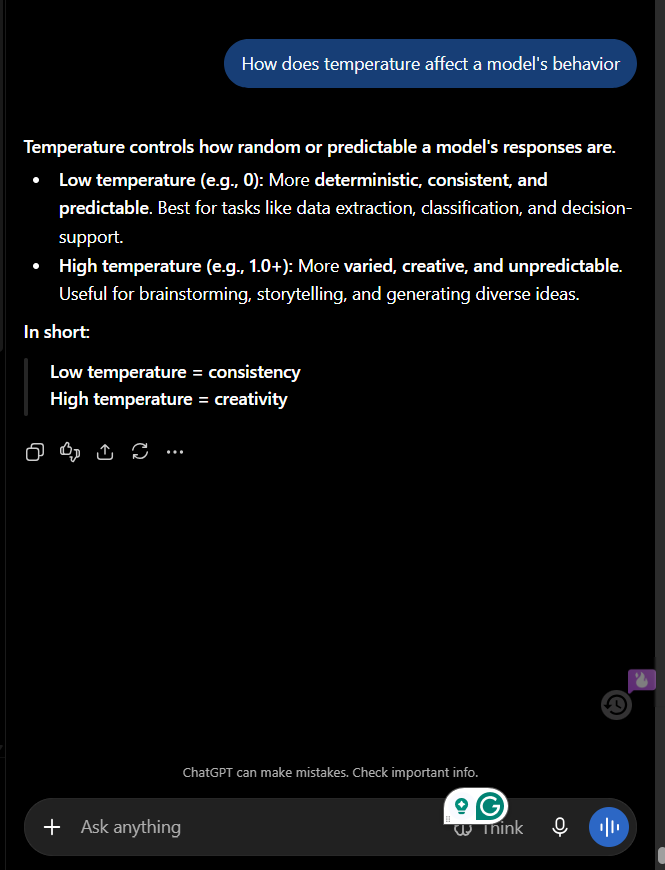 How does temperature affect a model's behavior
Temperature controls how random or predictable a model's responses are.
• Low temperature (e.g., 0): More deterministic, consistent, and
predictable. Best for tasks like data extraction, classification, and decision-
support.
• High temperature (e.g., 1.0+): More varied, creative, and unpredictable.
Useful for brainstorming, storytelling, and generating diverse ideas.
In short:
Low temperature = consistency
High temperature = creativity
ChatGPT can make mistakes. Check important info.
Ask anything
Think